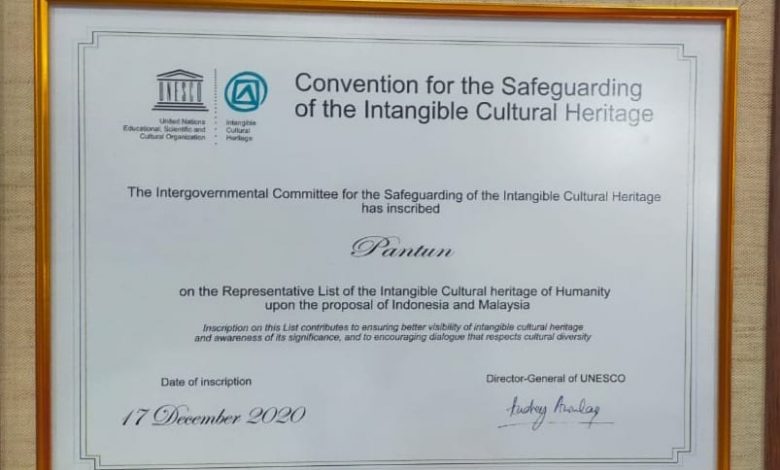 UNESCO
United Nations
Educational, Scientific and
Cultural Organization
Intangible
Cultural
Heritage
Convention for the Safeguarding
of the Intangible Cultural Heritage
The Intergovernmental Committee for the Safeguarding of the Intangible Cultural Heritage
has inscribed
Pantun
on the Representative List of the Intangible Cultural heritage of Humanity
upon the proposal of Indonesia and Malaysia
Inscription on this List contributes to ensuring better visibility of intangible cultural heritage
and awareness of its significance, and to encouraging dialogue that respects cultural diversity
Date of inscription
17 December 2020
Director-General of UNESCO